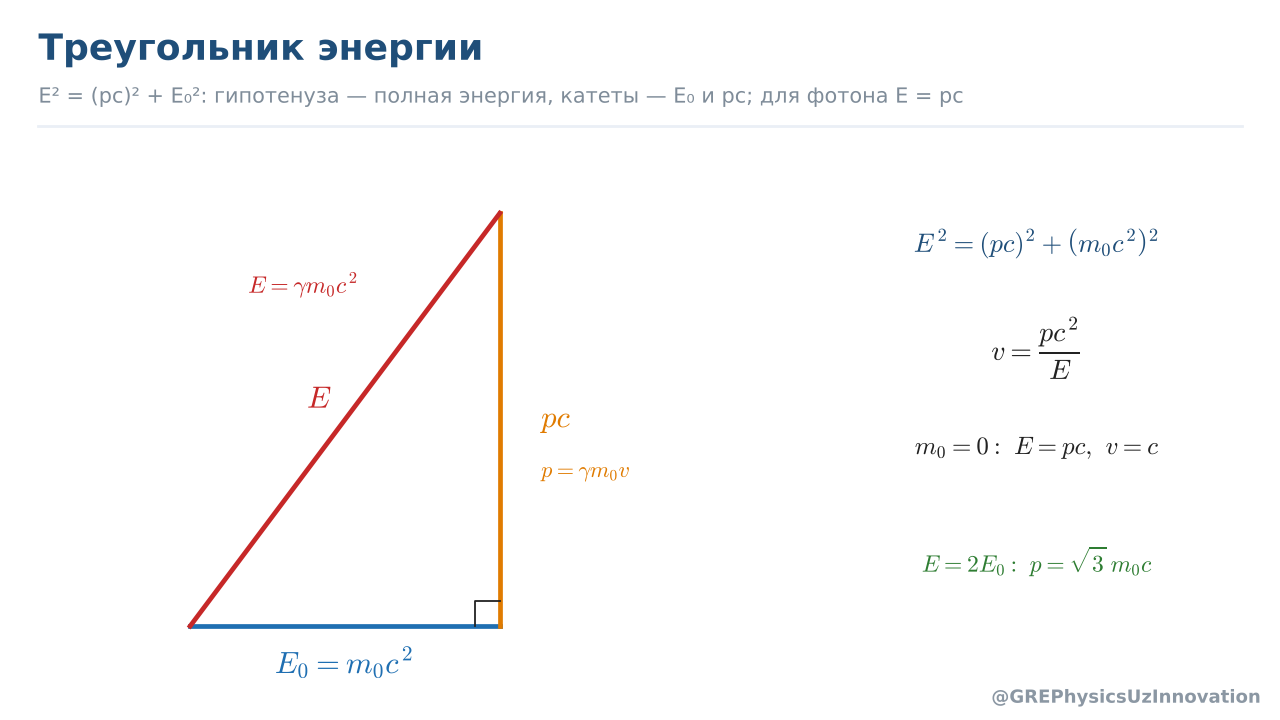 Треугольник энергии
E² = (pc)² + E₀²: гипотенуза — полная энергия, катеты — E₀ и pc; для фотона E = pc
E = γm₀c²
E
pc
p = γm₀v
E₀ = m₀c²
E² = (pc)² + (m₀c²)²
v = pc²/E
m₀ = 0: E = pc, v = c
E = 2E₀: p = √3 m₀c
@GREPhysicsUzInnovation